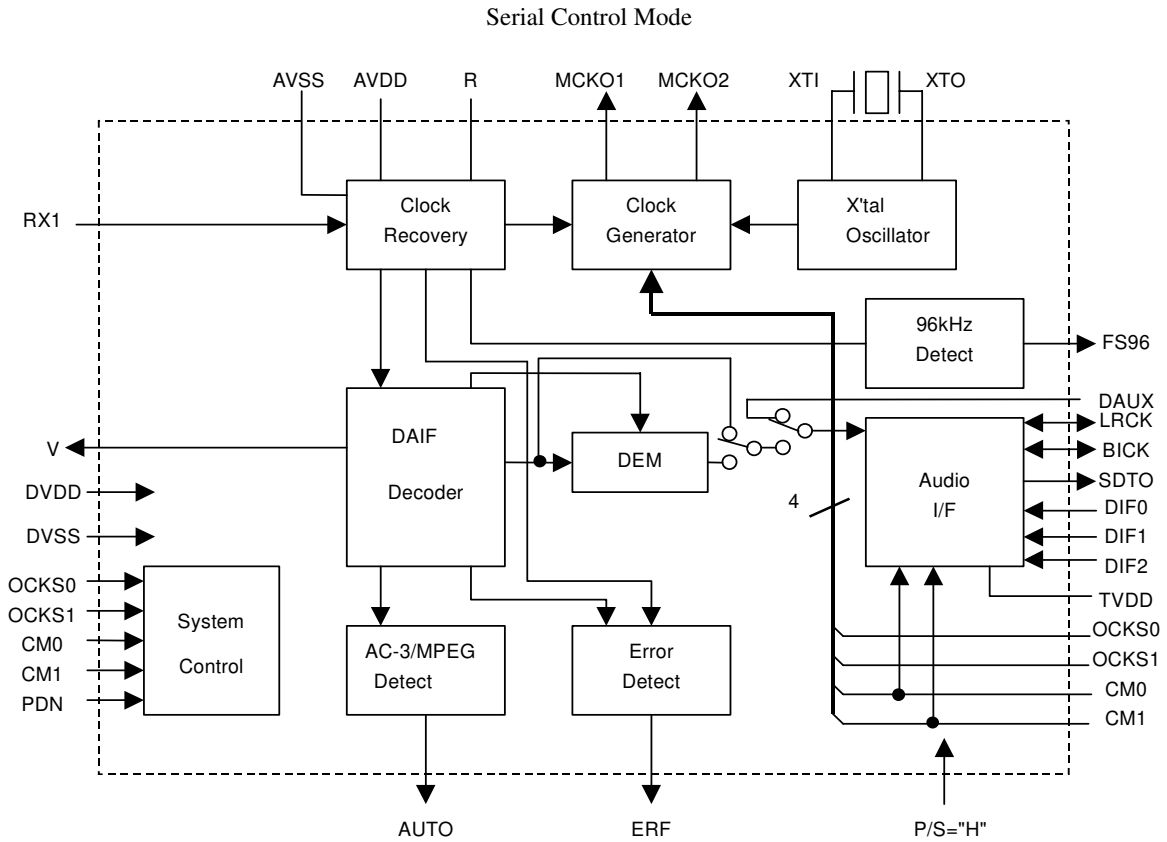 Serial Control Mode
AVSS
AVDD
R
MCKO1
MCKO2
XTI
XTO
RX1
Clock
Recovery
Clock
Generator
X'tal
Oscillator
96kHz
Detect
FS96
DAUX
LRCK
BICK
SDTO
DIF0
DIF1
DIF2
TVDD
OCKS0
OCKS1
CM0
CM1
V
DAIF
Decoder
DEM
Audio
I/F
4
DVDD
DVSS
OCKS0
OCKS1
CM0
CM1
PDN
System
Control
AC-3/MPEG
Detect
Error
Detect
AUTO
ERF
P/S="H"